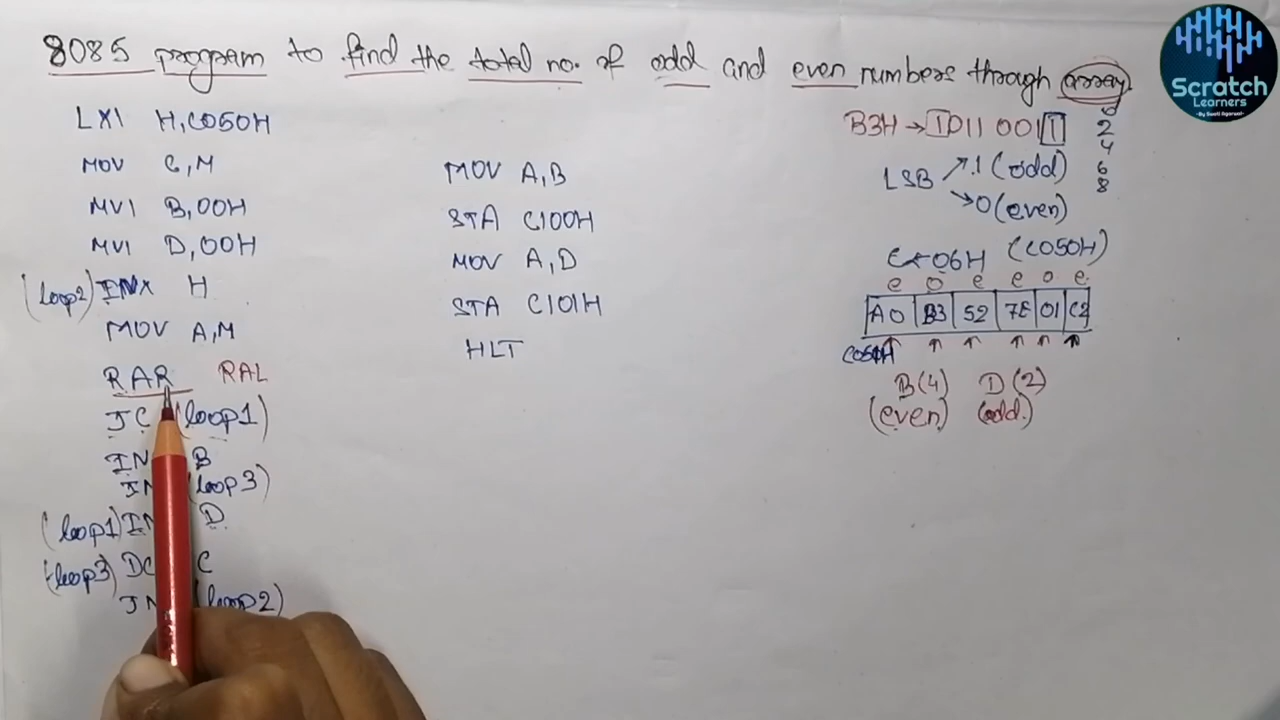 8085 program to find the total no. of odd and even numbers through array
Scratch
Learners
-By Swati Agarwal-
LXI H, C050H
MOV C, M
MVI B, 00H
MVI D, 00H
(loop2) INX H
MOV A, M
RAR RAL
JC (loop1)
B
(loop3)
(loop1) D
(loop3) C
(loop2)
MOV A, B
STA C100H
MOV A, D
STA C101H
HLT
B3H → 1011 0011
LSB → 1 (odd)
→ 0 (even)
2
4
6
8
C ← 06H (C050H)
e o e e o e
A0 B3 52 7E 01 C2
B(4) D(2)
(even) (odd)